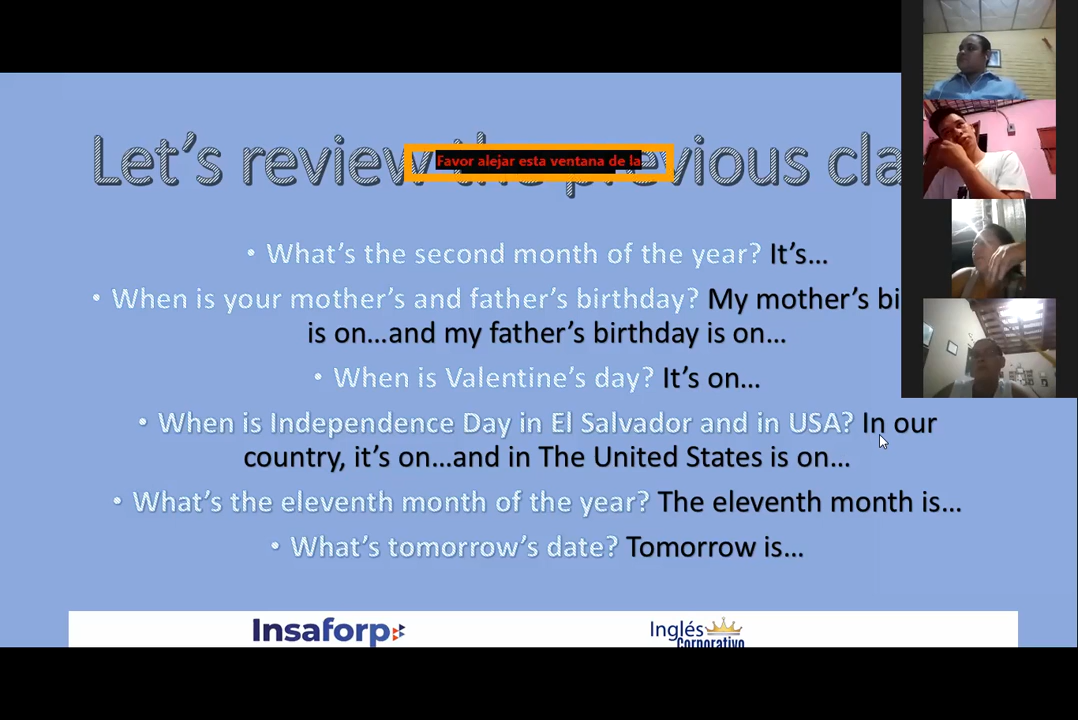 Let's review the previous cla
Favor alejar esta ventana de la
• What's the second month of the year? It's...
• When is your mother's and father's birthday? My mother's bi
is on...and my father's birthday is on...
• When is Valentine's day? It's on...
• When is Independence Day in El Salvador and in USA? In our
country, it's on...and in The United States is on...
• What's the eleventh month of the year? The eleventh month is...
• What's tomorrow's date? Tomorrow is...
Insaforp
Inglés
Corporativo